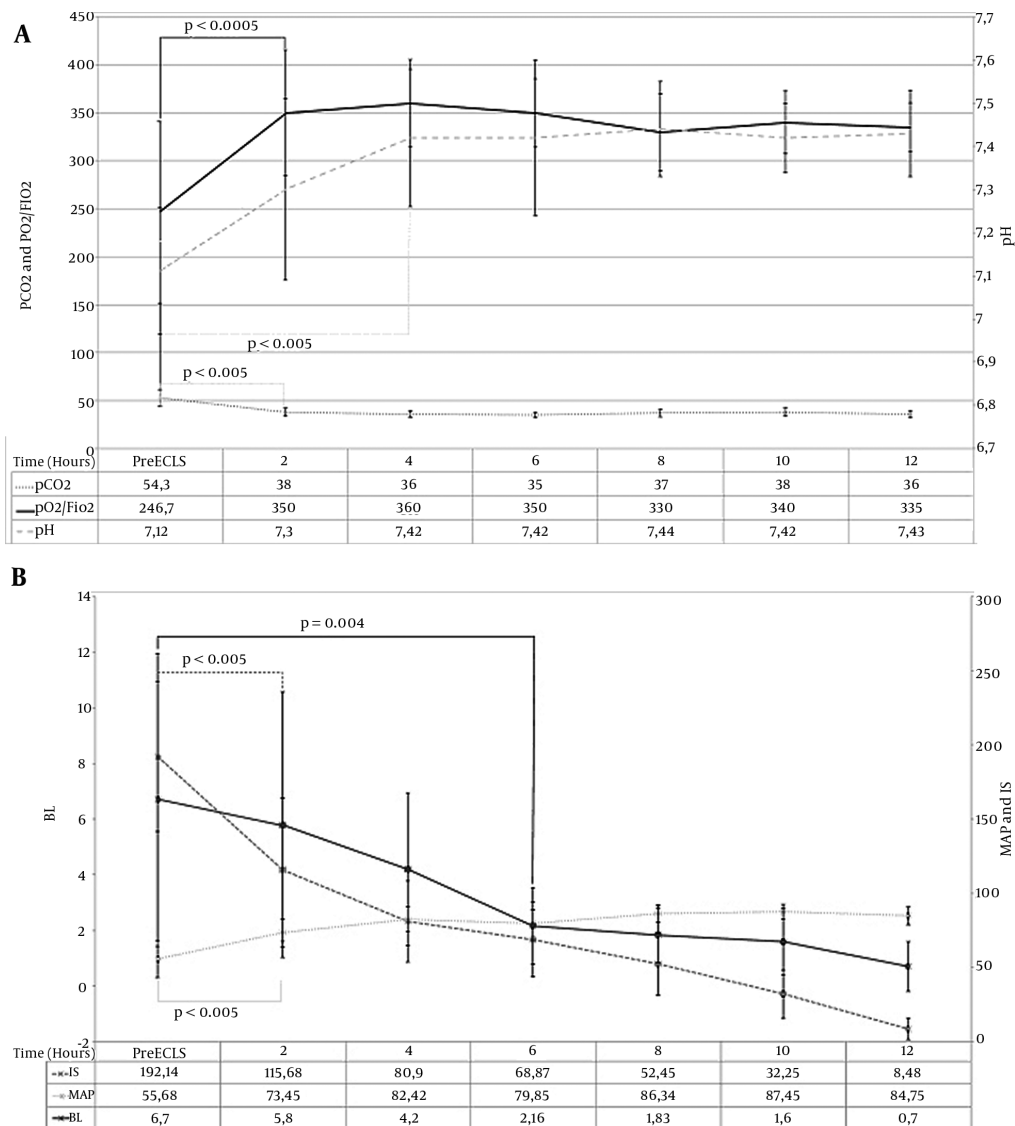 A
450
400
350
300
250
200
150
100
50
0
PCO2 and PO2/FIO2
7,7
7,6
7,5
7,4
7,3
7,2
7,1
7
6,9
6,8
6,7
pH
p < 0.0005
p < 0.005
p < 0.005
Time (Hours) PreECLS 2 4 6 8 10 12
pCO2 54,3 38 36 35 37 38 36
pO2/Fio2 246,7 350 360 350 330 340 335
pH 7,12 7,3 7,42 7,42 7,44 7,42 7,43
B
14
12
10
8
6
4
2
0
-2
BL
300
250
200
150
100
50
0
MAP and IS
p = 0.004
p < 0.005
p < 0.005
Time (Hours) PreECLS 2 4 6 8 10 12
IS 192,14 115,68 80,9 68,87 52,45 32,25 8,48
MAP 55,68 73,45 82,42 79,85 86,34 87,45 84,75
BL 6,7 5,8 4,2 2,16 1,83 1,6 0,7